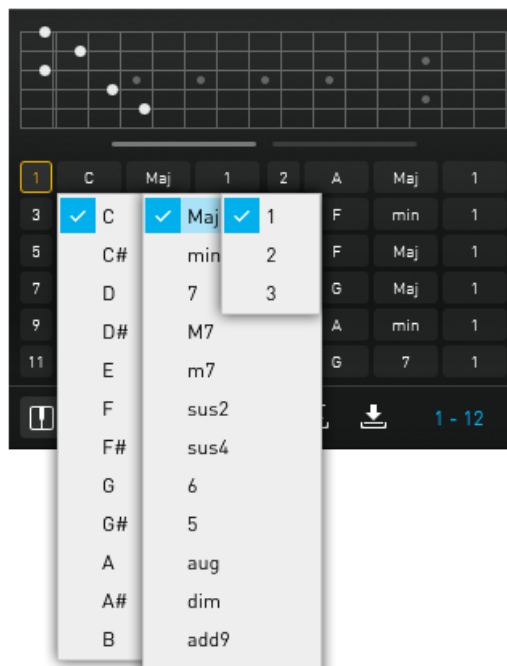 1 C Maj 1 2 A Maj 1
3 C Maj 1 F min 1
5 C# min 2 F Maj 1
7 D 7 3 G Maj 1
9 D# M7 A min 1
11 E m7 G 7 1
F sus2 1 - 12
F# sus4
G 6
G# 5
A aug
A# dim
B add9